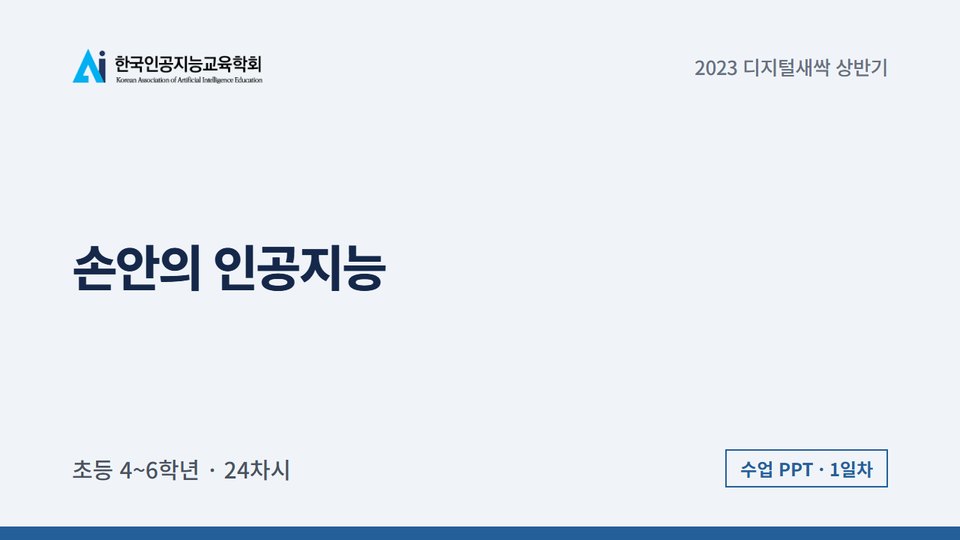 Ai 한국인공지능교육학회
Korean Association of Artificial Intelligence Education
2023 디지털새싹 상반기
손안의 인공지능
초등 4~6학년 · 24차시
수업 PPT · 1일차